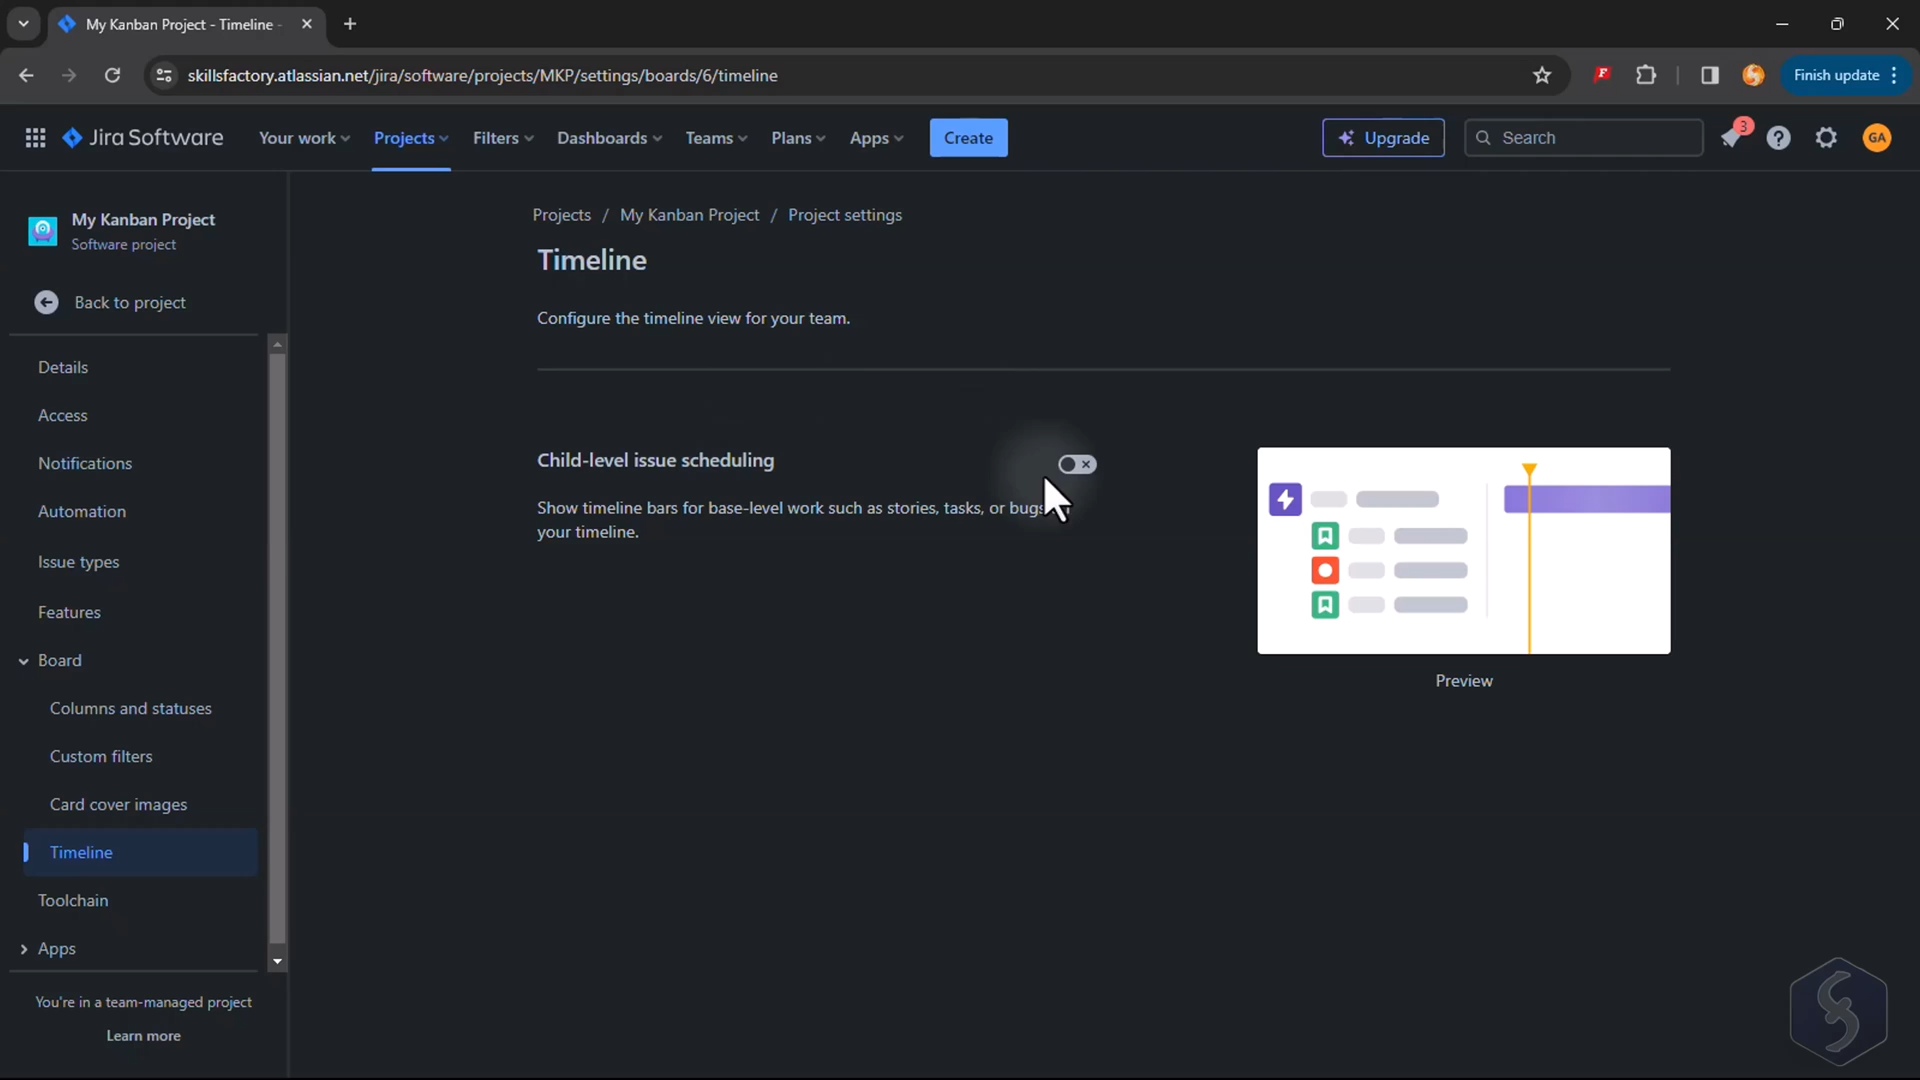 My Kanban Project - Timeline -
skillsfactory.atlassian.net/jira/software/projects/MKP/settings/boards/6/timeline
Finish update
Jira Software
Your work
Projects
Filters
Dashboards
Teams
Plans
Apps
Create
Upgrade
Search
3
GA
My Kanban Project
Software project
Back to project
Details
Access
Notifications
Automation
Issue types
Features
Board
Columns and statuses
Custom filters
Card cover images
Timeline
Toolchain
Apps
You're in a team-managed project
Learn more
Projects / My Kanban Project / Project settings
Timeline
Configure the timeline view for your team.
Child-level issue scheduling
Show timeline bars for base-level work such as stories, tasks, or bugs
your timeline.
Preview